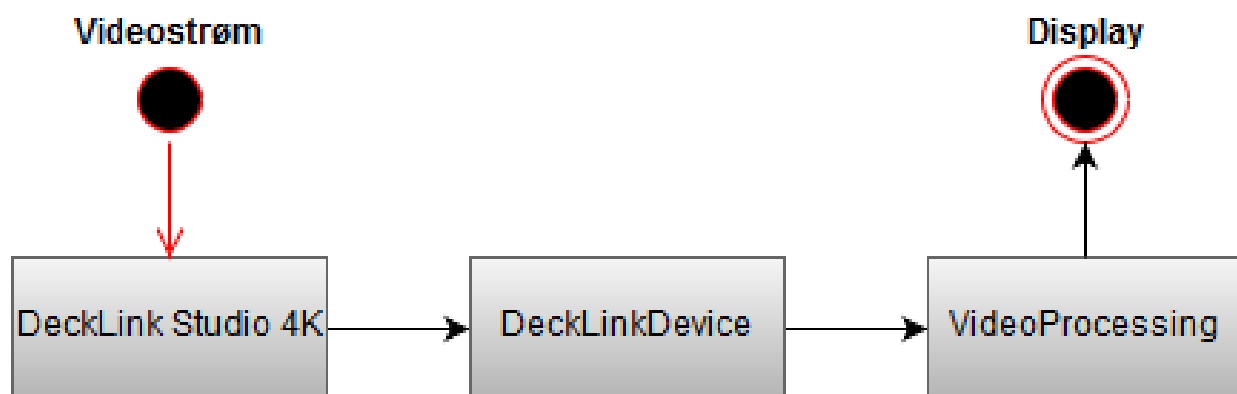 Videostrøm
Display
DeckLink Studio 4K
DeckLinkDevice
VideoProcessing